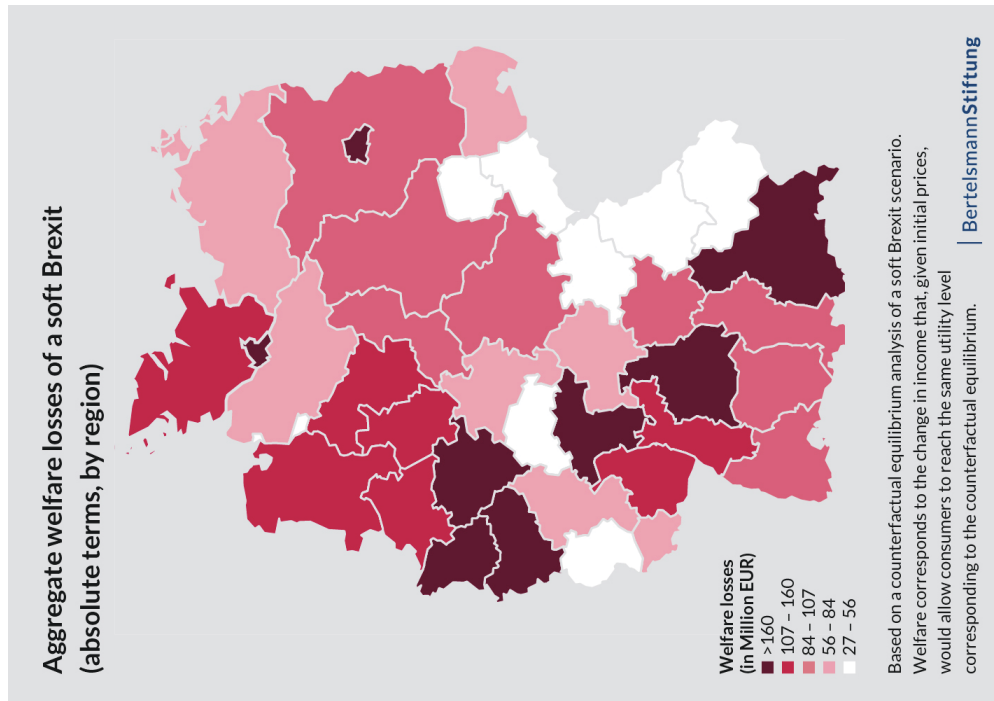 Aggregate welfare losses of a soft Brexit
(absolute terms, by region)
Welfare losses
(in Million EUR)
>160
107 – 160
84 – 107
56 – 84
27 – 56
Based on a counterfactual equilibrium analysis of a soft Brexit scenario.
Welfare corresponds to the change in income that, given initial prices,
would allow consumers to reach the same utility level
corresponding to the counterfactual equilibrium.
BertelsmannStiftung